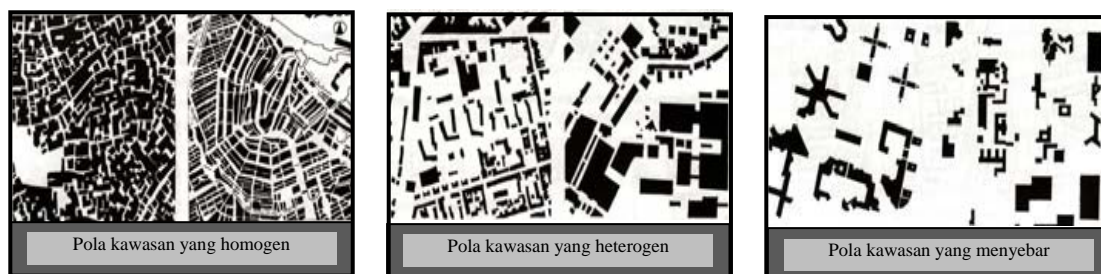 Pola kawasan yang homogen
Pola kawasan yang heterogen
Pola kawasan yang menyebar